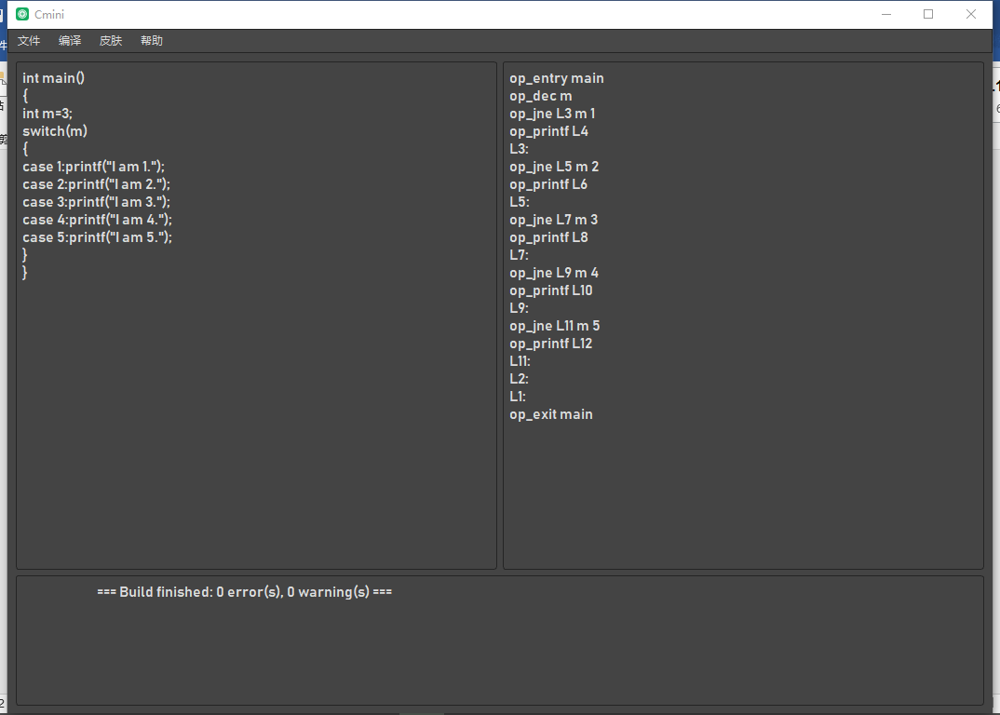 Cmini
文件 编译 皮肤 帮助
int main()
{
int m=3;
switch(m)
{
case 1:printf("I am 1.");
case 2:printf("I am 2.");
case 3:printf("I am 3.");
case 4:printf("I am 4.");
case 5:printf("I am 5.");
}
}
op_entry main
op_dec m
op_jne L3 m 1
op_printf L4
L3:
op_jne L5 m 2
op_printf L6
L5:
op_jne L7 m 3
op_printf L8
L7:
op_jne L9 m 4
op_printf L10
L9:
op_jne L11 m 5
op_printf L12
L11:
L2:
L1:
op_exit main
=== Build finished: 0 error(s), 0 warning(s) ===